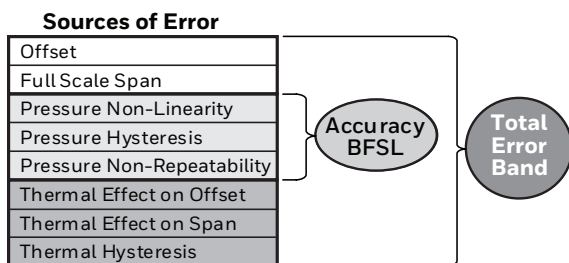 Sources of Error
Offset
Full Scale Span
Pressure Non-Linearity
Pressure Hysteresis
Pressure Non-Repeatability
Thermal Effect on Offset
Thermal Effect on Span
Thermal Hysteresis
Accuracy
BFSL
Total
Error
Band